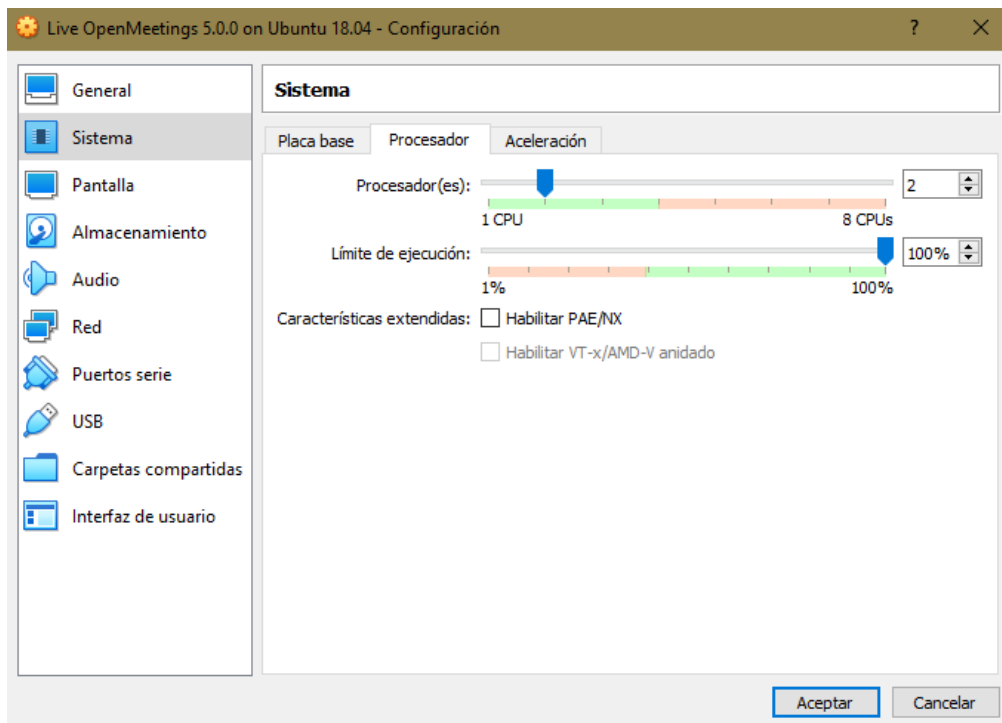 Live OpenMeetings 5.0.0 on Ubuntu 18.04 - Configuración
?
General
Sistema
Pantalla
Almacenamiento
Audio
Red
Puertos serie
USB
Carpetas compartidas
Interfaz de usuario
Sistema
Placa base Procesador Aceleración
Procesador(es): 2
1 CPU 8 CPUs
Límite de ejecución: 100%
1% 100%
Características extendidas: Habilitar PAE/NX
Habilitar VT-x/AMD-V anidado
Aceptar Cancelar